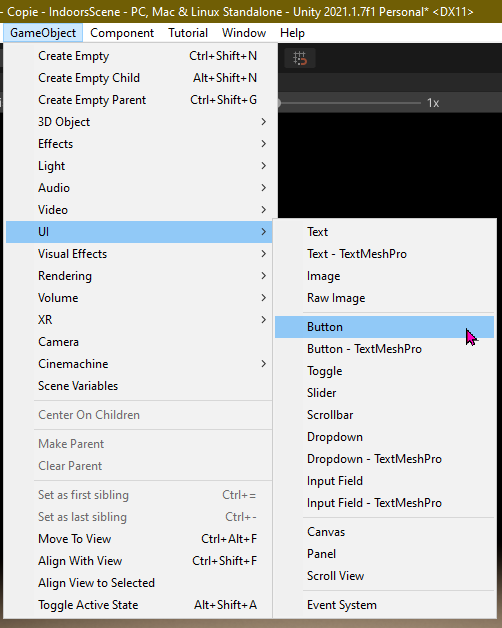 - Copie - IndoorsScene - PC, Mac & Linux Standalone - Unity 2021.1.7f1 Personal* <DX11>
GameObject Component Tutorial Window Help
1x
Create Empty Ctrl+Shift+N
Create Empty Child Alt+Shift+N
Create Empty Parent Ctrl+Shift+G
3D Object >
Effects >
Light >
Audio >
Video >
UI >
Visual Effects >
Rendering >
Volume >
XR >
Camera
Cinemachine >
Scene Variables
Center On Children
Make Parent
Clear Parent
Set as first sibling Ctrl+=
Set as last sibling Ctrl+-
Move To View Ctrl+Alt+F
Align With View Ctrl+Shift+F
Align View to Selected
Toggle Active State Alt+Shift+A
Text
Text - TextMeshPro
Image
Raw Image
Button
Button - TextMeshPro
Toggle
Slider
Scrollbar
Dropdown
Dropdown - TextMeshPro
Input Field
Input Field - TextMeshPro
Canvas
Panel
Scroll View
Event System